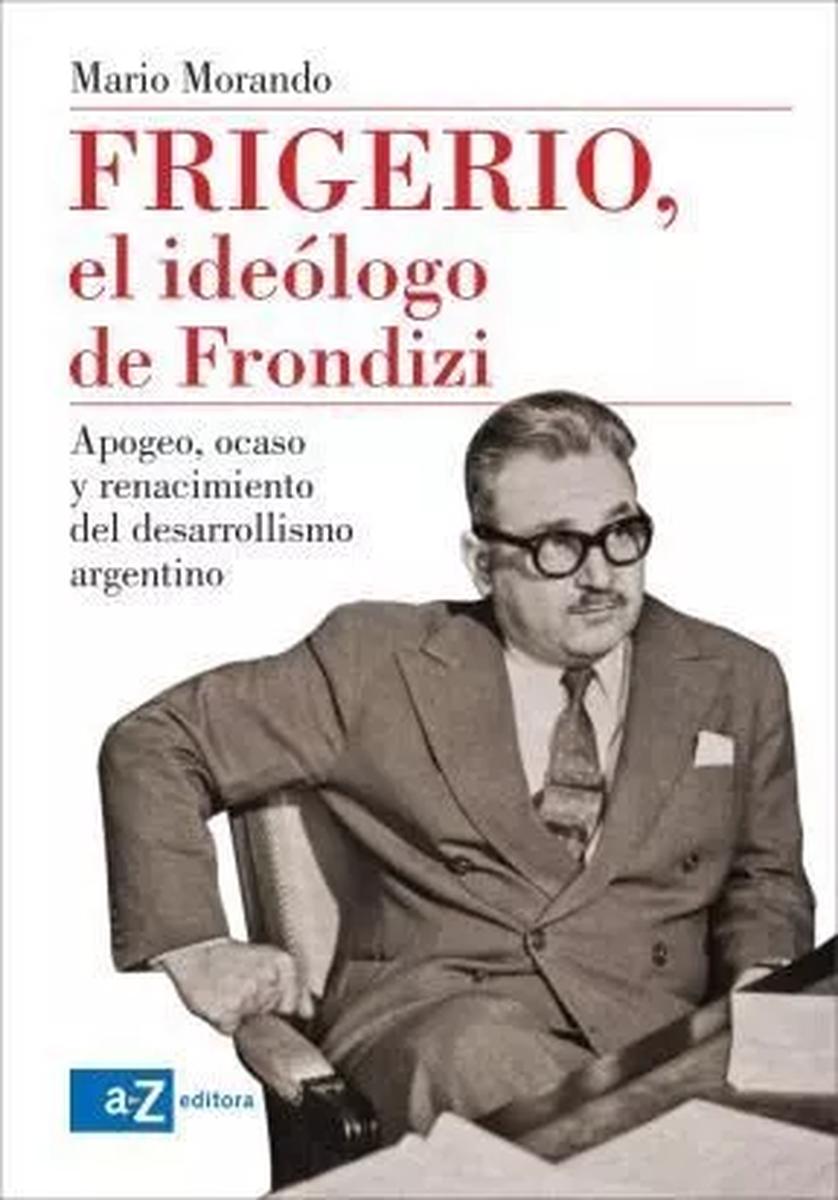 Mario Morando
FRIGERIO,
el ideólogo
de Frondizi
Apogeo, ocaso
y renacimiento
del desarrollismo
argentino
a-Z editora